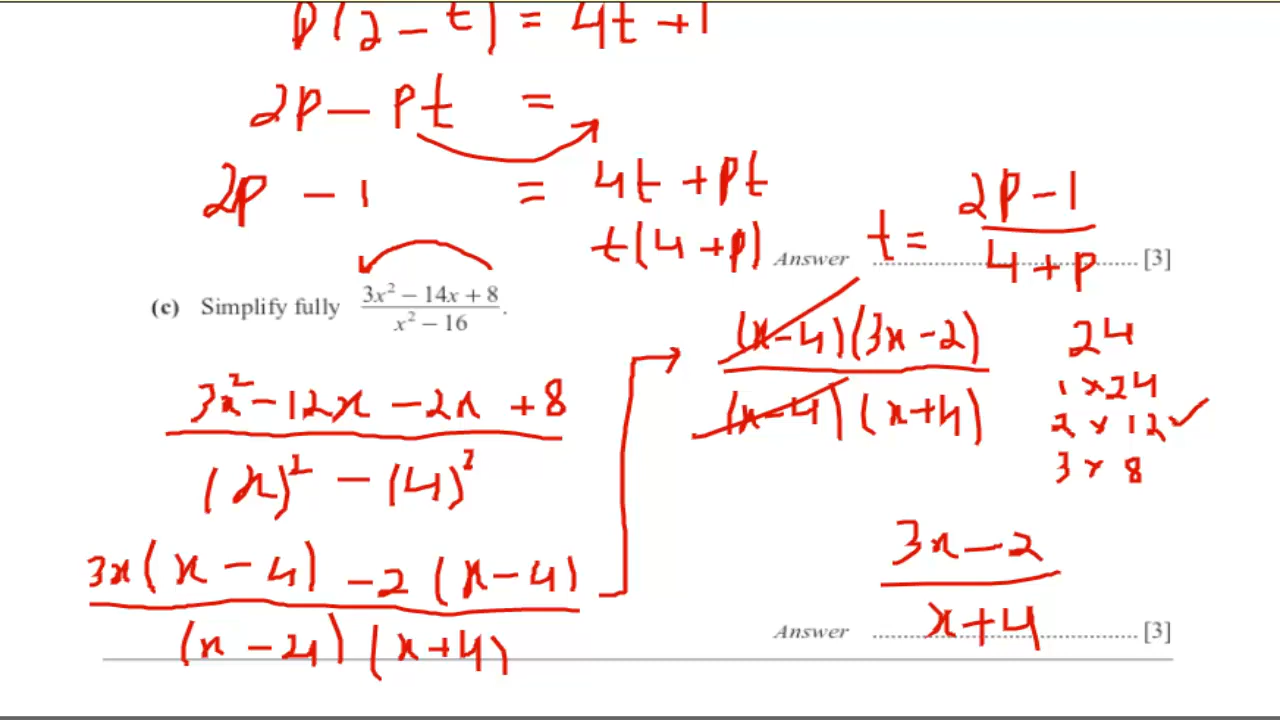 p(2 - t) = 4t + 1
2p - pt =
2p - 1 = 4t + pt
t(4 + p)
Answer t = (2p - 1)/(4 + p) [3]
(c) Simplify fully (3x² - 14x + 8)/(x² - 16).
(3x² - 12x - 2x + 8)/((x)² - (4)²)
(3x(x - 4) - 2(x - 4))/((x - 4)(x + 4))
((x - 4)(3x - 2))/((x - 4)(x + 4))
24
1 × 24
2 × 12 ✓
3 × 8
Answer (3x - 2)/(x + 4) [3]